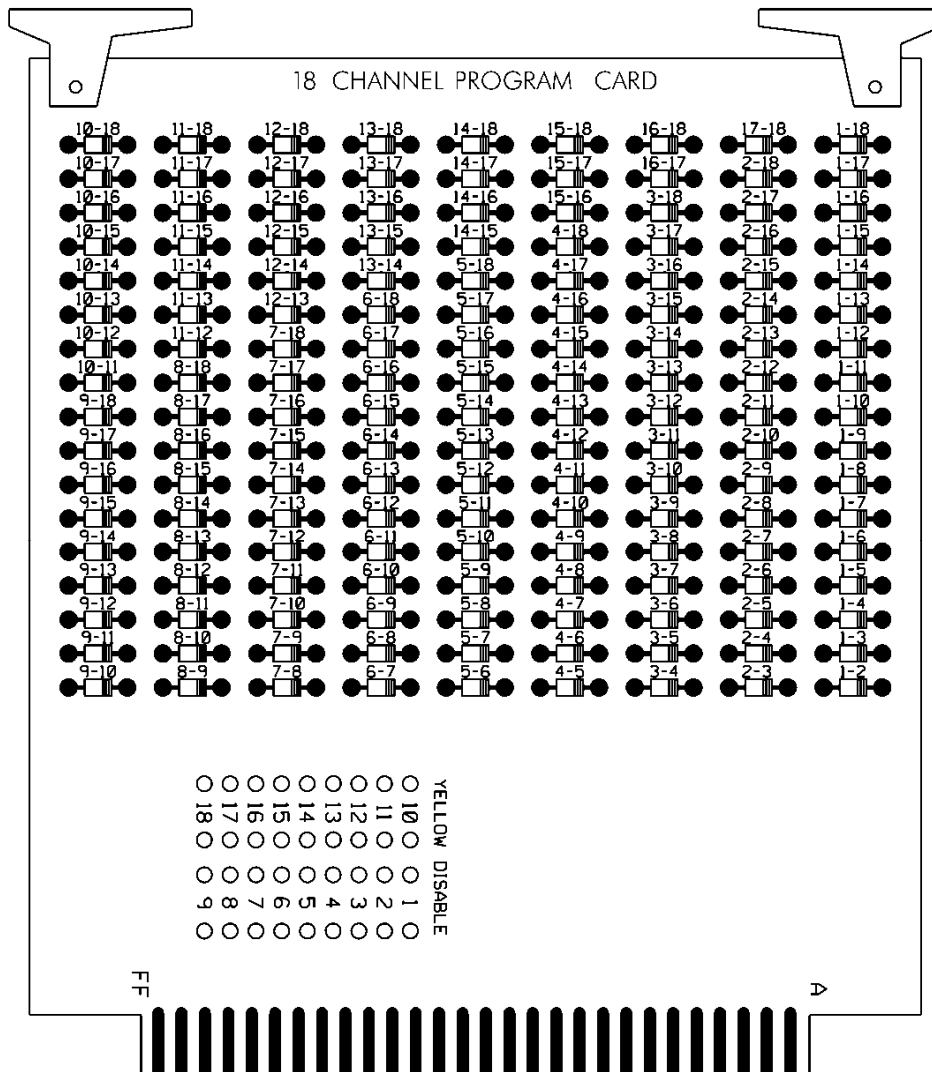 18 CHANNEL PROGRAM CARD
10-18 11-18 12-18 13-18 14-18 15-18 16-18 17-18 1-18
10-17 11-17 12-17 13-17 14-17 15-17 16-17 2-18 1-17
10-16 11-16 12-16 13-16 14-16 15-16 3-18 2-17 1-16
10-15 11-15 12-15 13-15 14-15 4-18 3-17 2-16 1-15
10-14 11-14 12-14 13-14 5-18 4-17 3-16 2-15 1-14
10-13 11-13 12-13 6-18 5-17 4-16 3-15 2-14 1-13
10-12 11-12 7-18 6-17 5-16 4-15 3-14 2-13 1-12
10-11 8-18 7-17 6-16 5-15 4-14 3-13 2-12 1-11
9-18 8-17 7-16 6-15 5-14 4-13 3-12 2-11 1-10
9-17 8-16 7-15 6-14 5-13 4-12 3-11 2-10 1-9
9-16 8-15 7-14 6-13 5-12 4-11 3-10 2-9 1-8
9-15 8-14 7-13 6-12 5-11 4-10 3-9 2-8 1-7
9-14 8-13 7-12 6-11 5-10 4-9 3-8 2-7 1-6
9-13 8-12 7-11 6-10 5-9 4-8 3-7 2-6 1-5
9-12 8-11 7-10 6-9 5-8 4-7 3-6 2-5 1-4
9-11 8-10 7-9 6-8 5-7 4-6 3-5 2-4 1-3
9-10 8-9 7-8 6-7 5-6 4-5 3-4 2-3 1-2
YELLOW DISABLE
10 1
11 2
12 3
13 4
14 5
15 6
16 7
17 8
18 9
FF
A